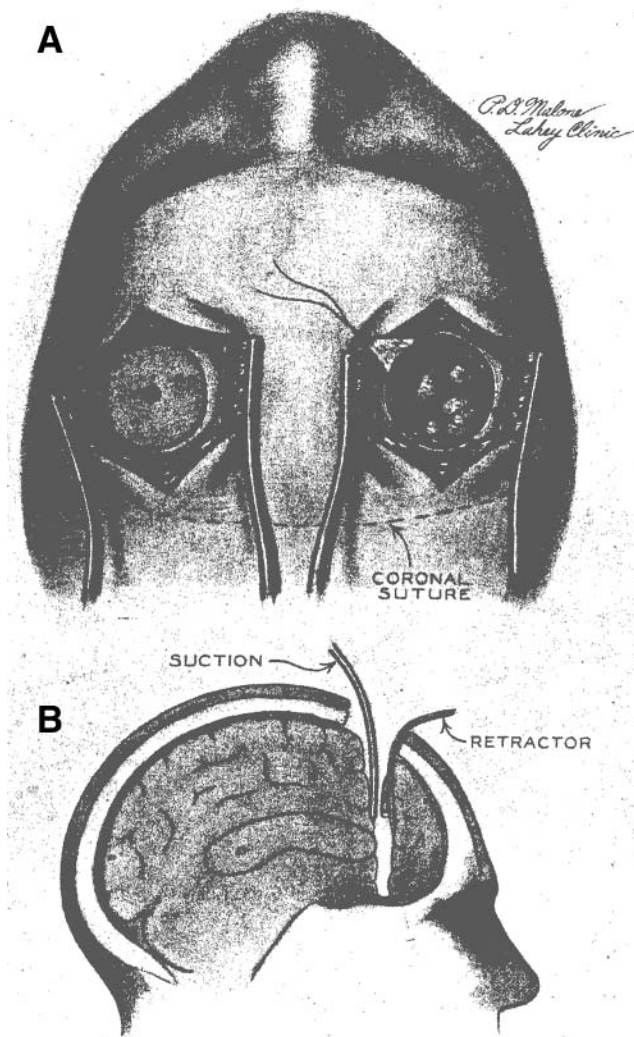 A
P.D. Malone
Lahey Clinic
CORONAL
SUTURE
SUCTION
B
RETRACTOR